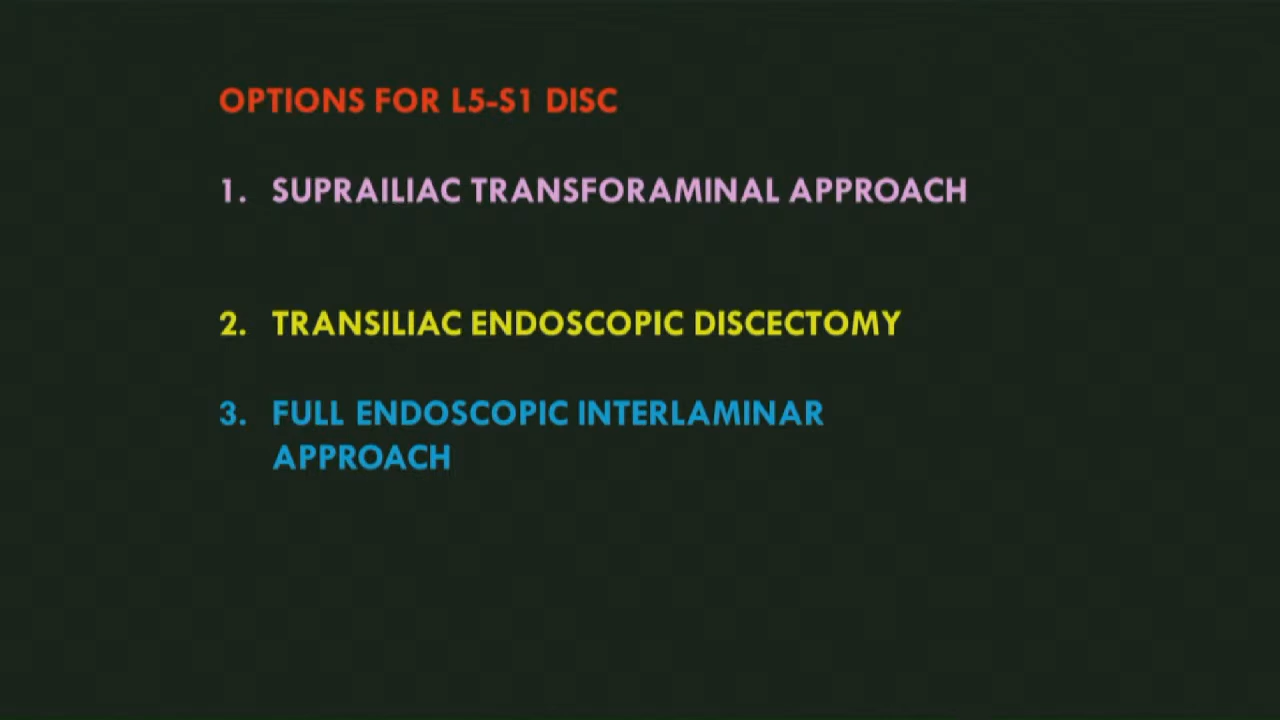 OPTIONS FOR L5-S1 DISC
1. SUPRAILIAC TRANSFORAMINAL APPROACH
2. TRANSILIAC ENDOSCOPIC DISCECTOMY
3. FULL ENDOSCOPIC INTERLAMINAR
APPROACH